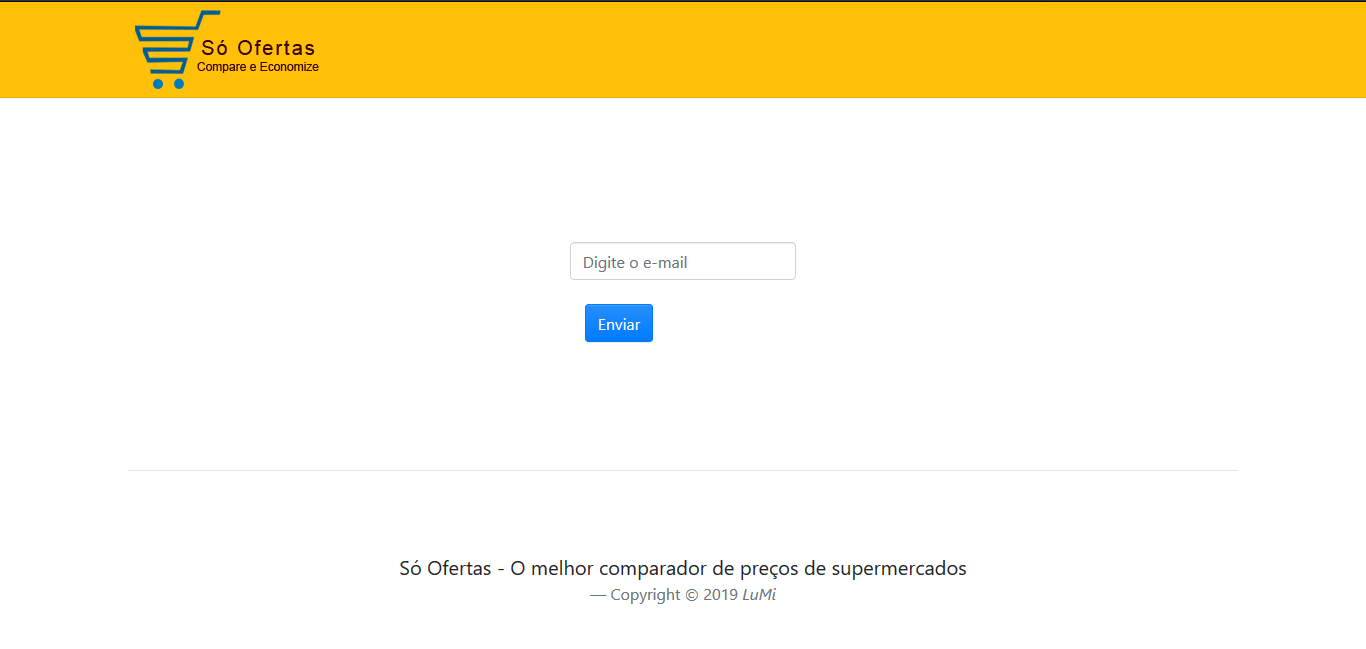 Só Ofertas
Compare e Economize
Digite o e-mail
Enviar
Só Ofertas - O melhor comparador de preços de supermercados
— Copyright © 2019 LuMi